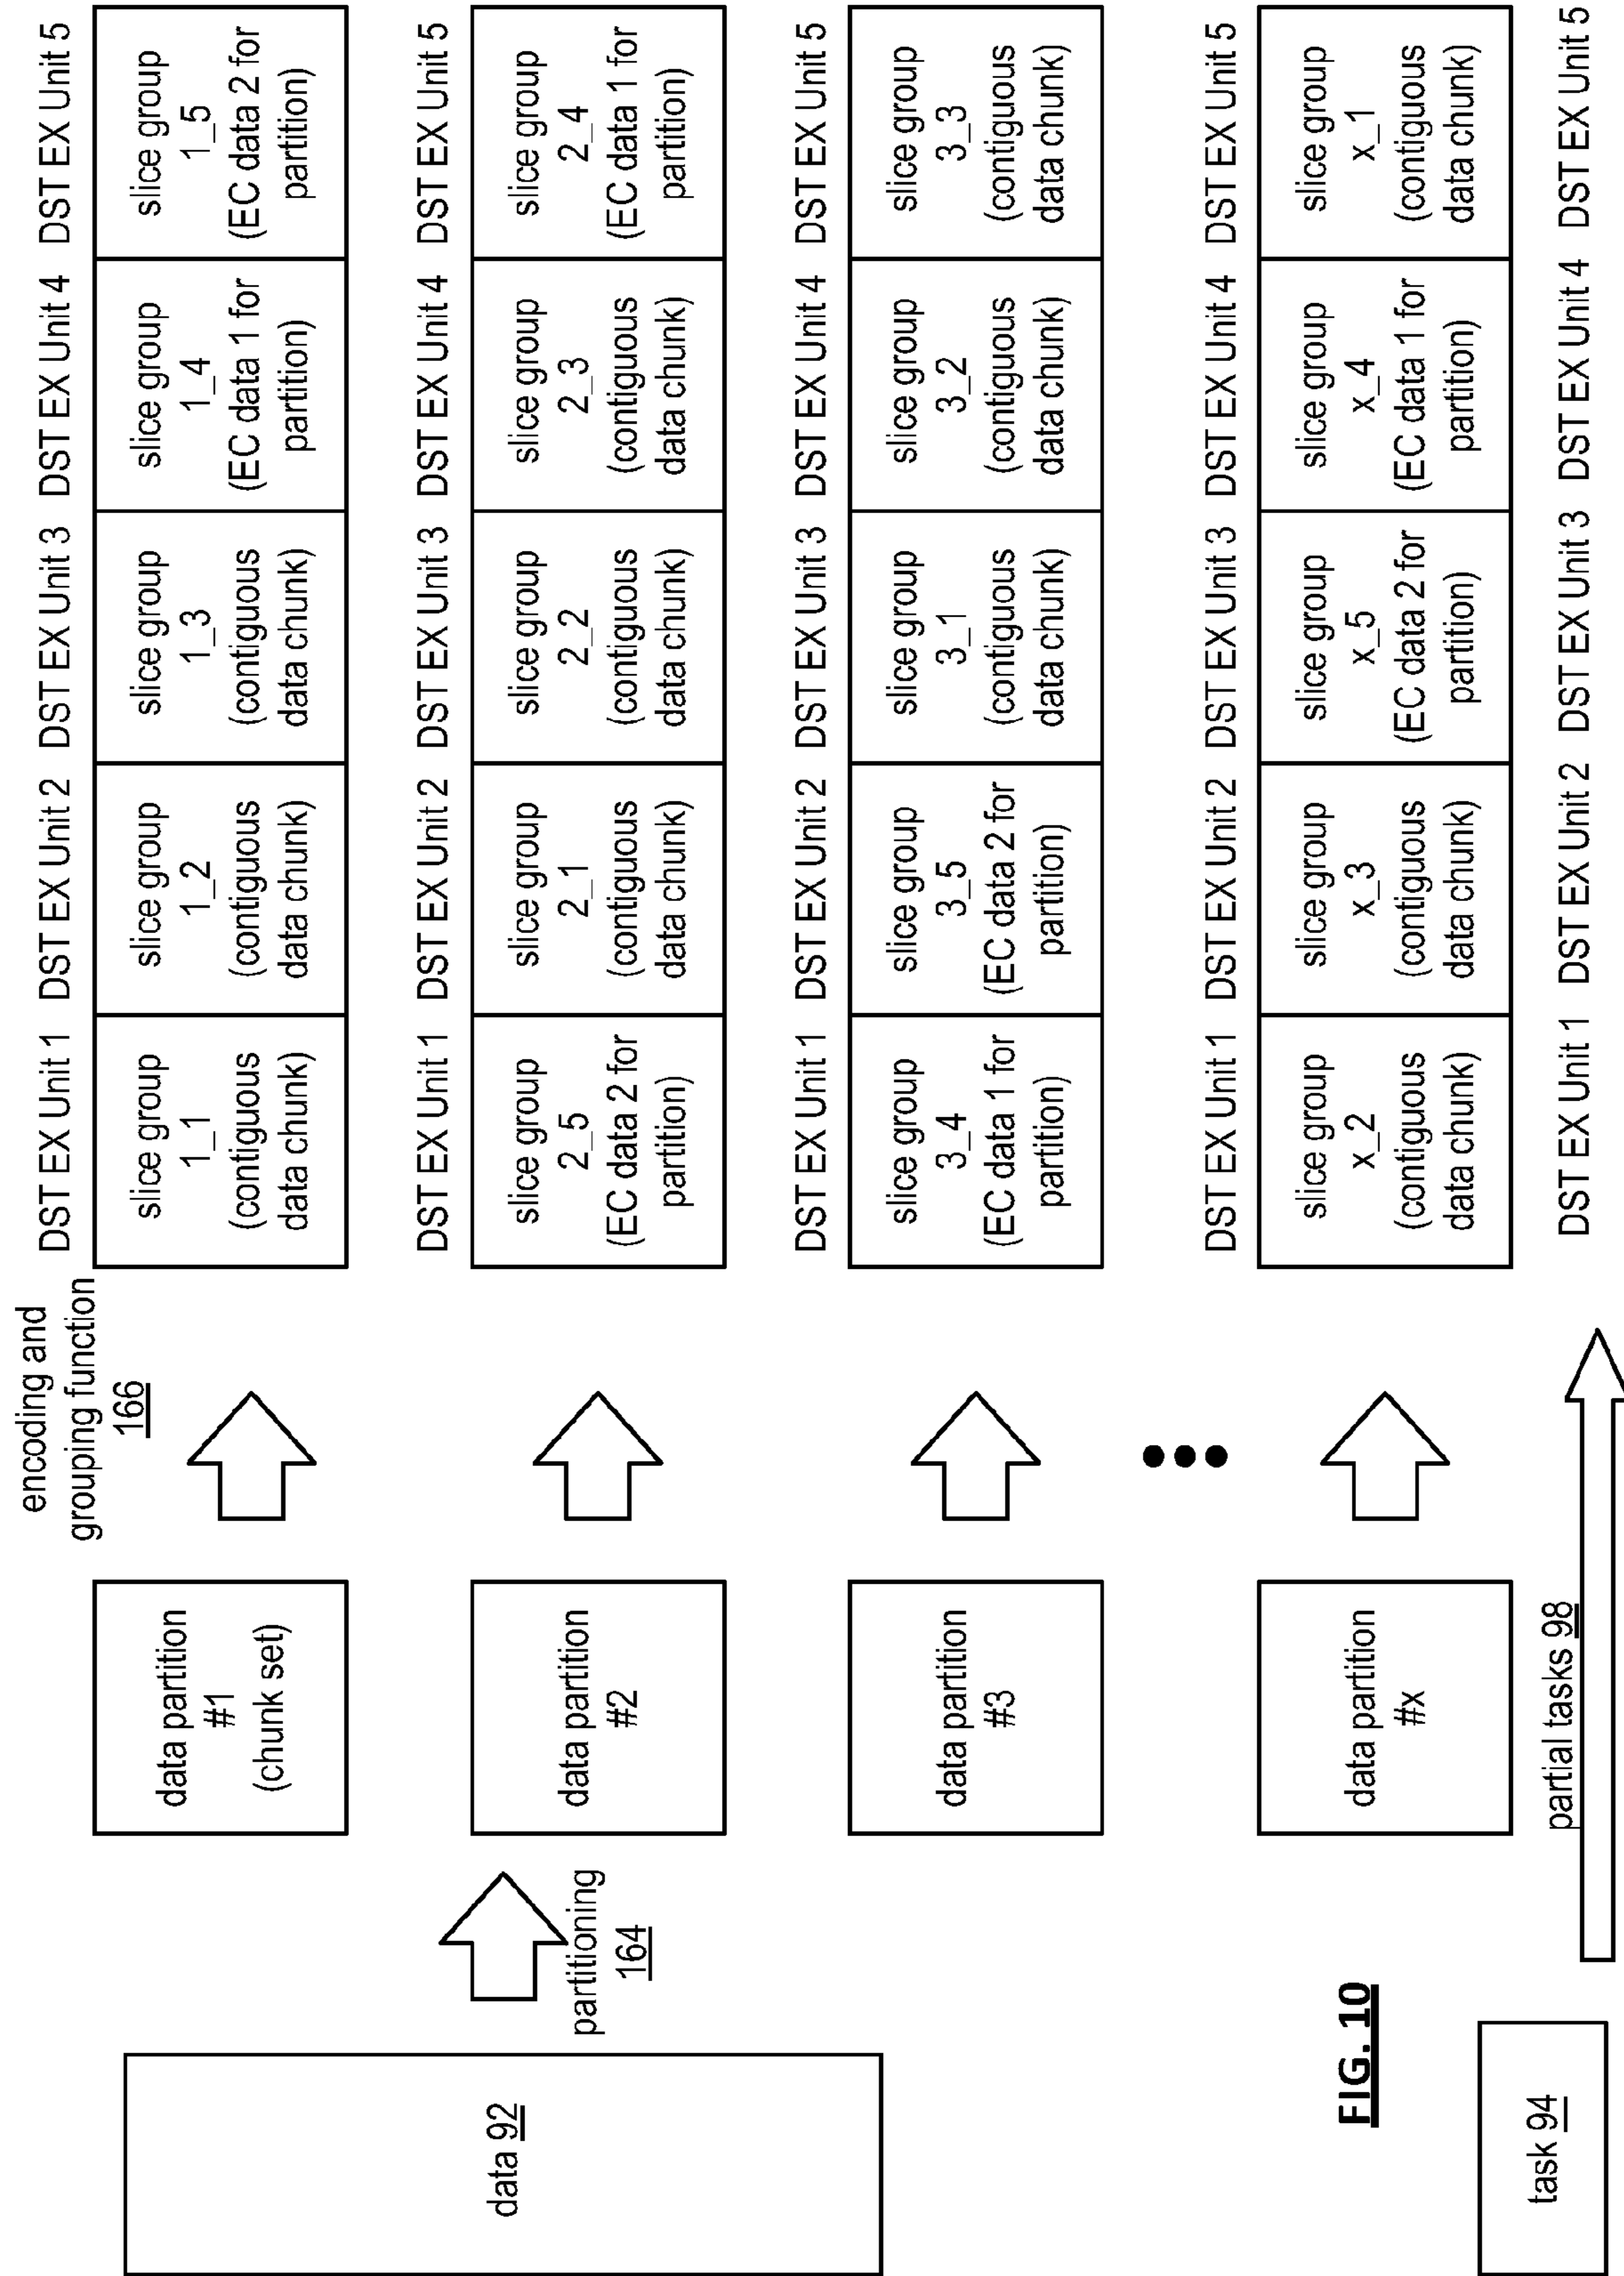 encoding and
grouping function
166
data 92
partitioning
164
data partition
#1
(chunk set)
DST EX Unit 1 DST EX Unit 2 DST EX Unit 3 DST EX Unit 4 DST EX Unit 5
slice group
1_1
(contiguous
data chunk)
slice group
1_2
(contiguous
data chunk)
slice group
1_3
(contiguous
data chunk)
slice group
1_4
(EC data 1 for
partition)
slice group
1_5
(EC data 2 for
partition)
data partition
#2
DST EX Unit 1 DST EX Unit 2 DST EX Unit 3 DST EX Unit 4 DST EX Unit 5
slice group
2_5
(EC data 2 for
partition)
slice group
2_1
(contiguous
data chunk)
slice group
2_2
(contiguous
data chunk)
slice group
2_3
(contiguous
data chunk)
slice group
2_4
(EC data 1 for
partition)
data partition
#3
DST EX Unit 1 DST EX Unit 2 DST EX Unit 3 DST EX Unit 4 DST EX Unit 5
slice group
3_4
(EC data 1 for
partition)
slice group
3_5
(EC data 2 for
partition)
slice group
3_1
(contiguous
data chunk)
slice group
3_2
(contiguous
data chunk)
slice group
3_3
(contiguous
data chunk)
data partition
#x
DST EX Unit 1 DST EX Unit 2 DST EX Unit 3 DST EX Unit 4 DST EX Unit 5
slice group
x_2
(contiguous
data chunk)
slice group
x_3
(contiguous
data chunk)
slice group
x_5
(EC data 2 for
partition)
slice group
x_4
(EC data 1 for
partition)
slice group
x_1
(contiguous
data chunk)
FIG. 10
task 94
partial tasks 98
DST EX Unit 1 DST EX Unit 2 DST EX Unit 3 DST EX Unit 4 DST EX Unit 5